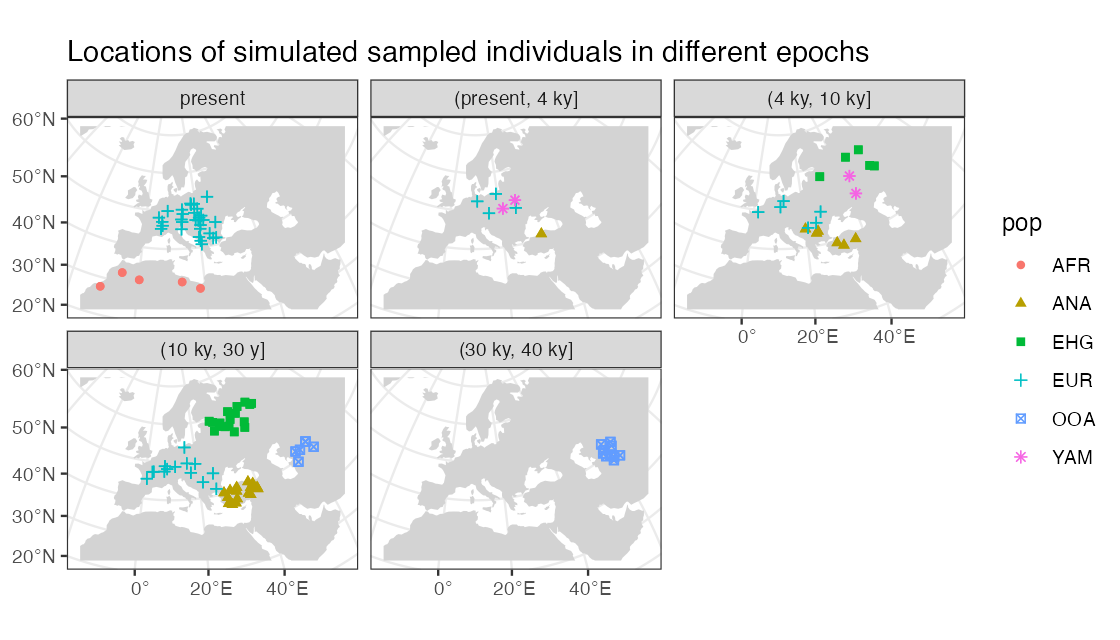 Locations of simulated sampled individuals in different epochs
present
(present, 4 ky]
(4 ky, 10 ky]
60°N
50°N
40°N
30°N
20°N
0°
20°E
40°E
(10 ky, 30 y]
(30 ky, 40 ky]
60°N
50°N
40°N
30°N
20°N
0°
20°E
40°E
0°
20°E
40°E
pop
AFR
ANA
EHG
EUR
OOA
YAM